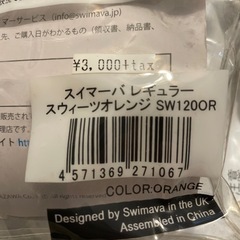 マーサービス (info@swimava.jp)
、ご購入日がわかるもの (領収書、納品書、
¥3,000+tax
スイマーバ レギュラー
スウィーツオレンジ SW120OR
4 571369 271067
COLOR:ORANGE
Designed by Swimava in the UK
Assembled in China